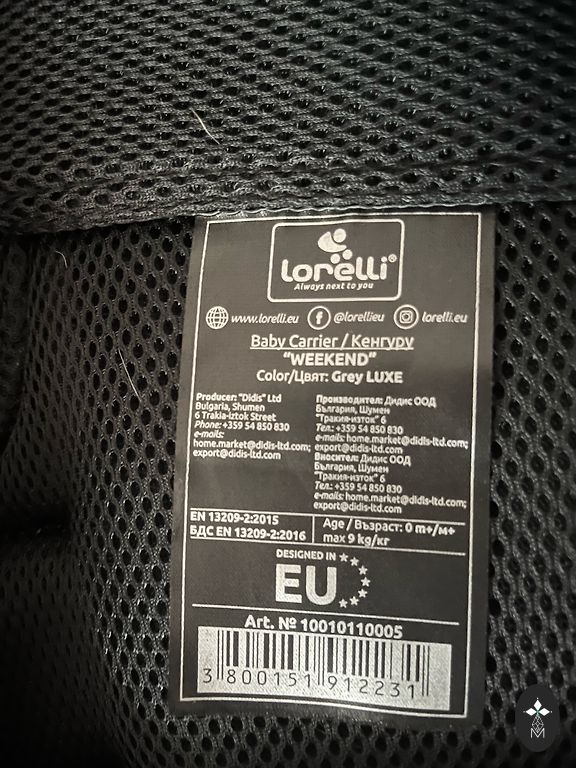 lorelli®
Always next to you
www.lorelli.eu @lorellieu lorelli.eu
Baby Carrier / Кенгуру
"WEEKEND"
Color/Цвят: Grey LUXE
Producer: "Didis" Ltd
Bulgaria, Shumen
6 Trakia-iztok Street
Phone: +359 54 850 830
e-mails:
home.market@didis-ltd.com;
export@didis-ltd.com
Производител: Дидис ООД
България, Шумен
"Тракия-изток" 6
Тел.: +359 54 850 830
e-mails: home.market@didis-ltd.com;
export@didis-ltd.com
Вносител: Дидис ООД
България, Шумен
"Тракия-изток" 6
Тел.: +359 54 850 830
e-mails: home.market@didis-ltd.com;
export@didis-ltd.com
EN 13209-2:2015
БДС EN 13209-2:2016
Age / Възраст: 0 m+/м+
max 9 kg/кг
DESIGNED IN
EU
Art. № 10010110005
3 800151 912231
M